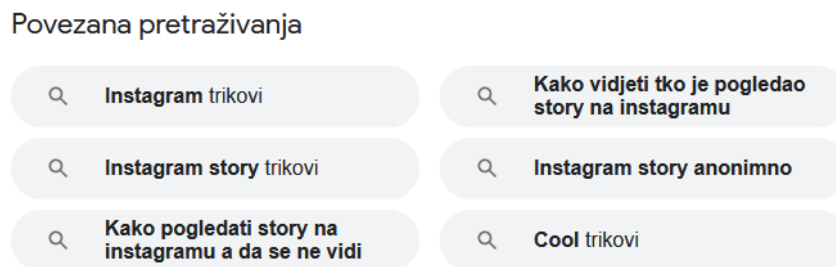 Povezana pretraživanja
Instagram trikovi
Kako vidjeti tko je pogledao
story na instagramu
Instagram story trikovi
Instagram story anonimno
Kako pogledati story na
instagramu a da se ne vidi
Cool trikovi